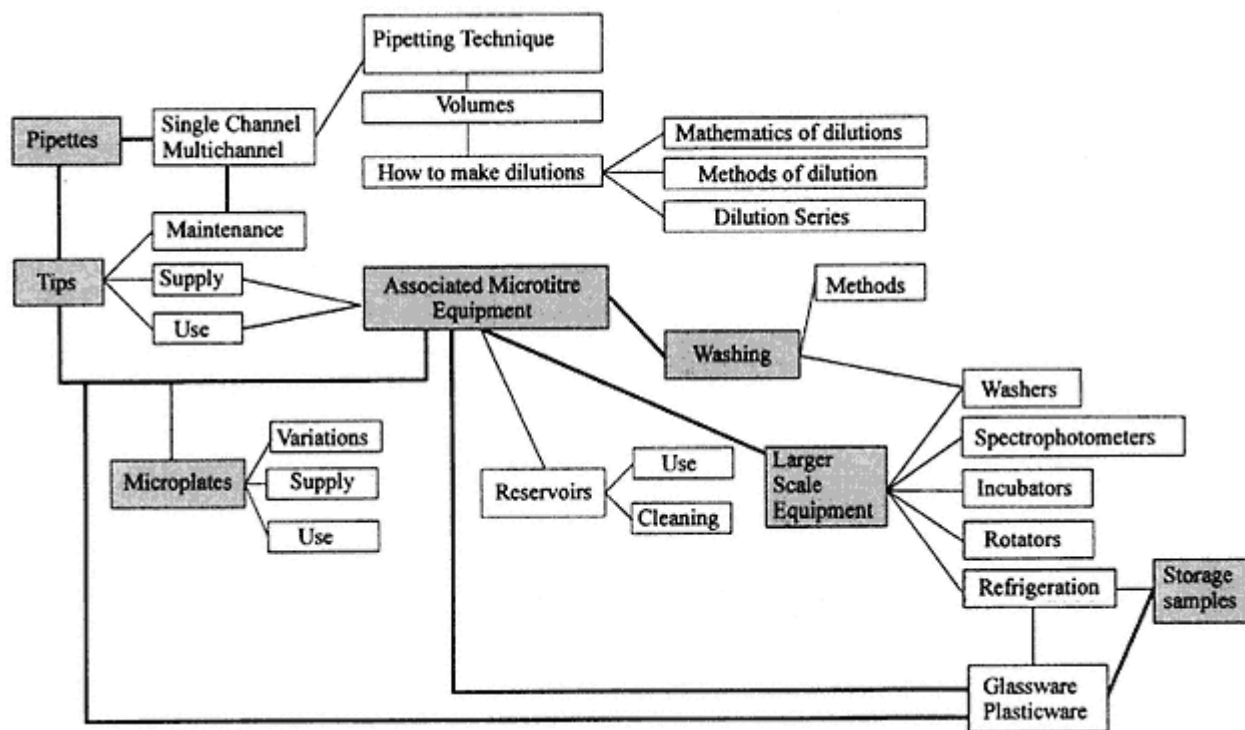 Pipetting Technique
Volumes
Pipettes
Single Channel
Multichannel
How to make dilutions
Mathematics of dilutions
Methods of dilution
Dilution Series
Maintenance
Tips
Supply
Use
Associated Microtitre
Equipment
Methods
Washing
Washers
Spectrophotometers
Incubators
Rotators
Refrigeration
Variations
Microplates
Supply
Use
Reservoirs
Use
Cleaning
Larger
Scale
Equipment
Storage
samples
Glassware
Plasticware